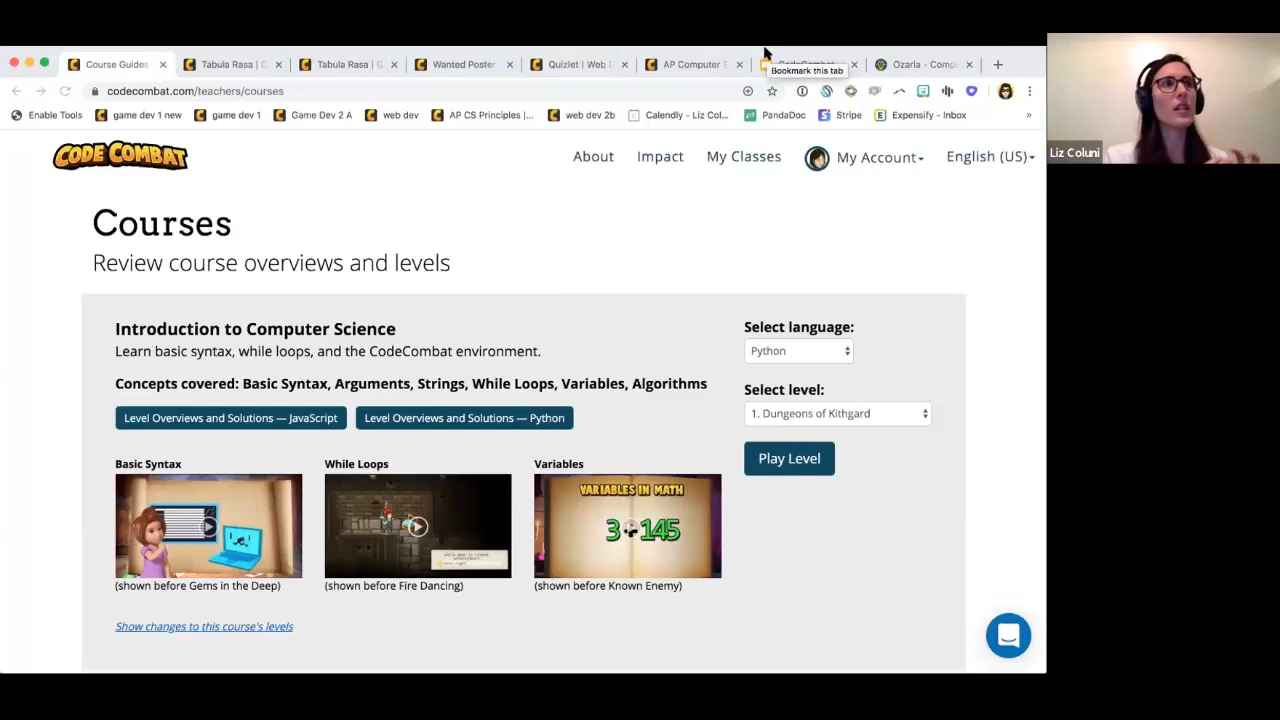 Course Guides
Tabula Rasa | G
Tabula Rasa | G
Wanted Poster
Quizlet | Web D
AP Computer S
CodeCombat
Ozaria - Comp
Bookmark this tab
codecombat.com/teachers/courses
Enable Tools
game dev 1 new
game dev 1
Game Dev 2 A
web dev
AP CS Principles |...
web dev 2b
Calendly - Liz Col...
PandaDoc
Stripe
Expensify - Inbox
»
CODE COMBAT
About
Impact
My Classes
My Account
English (US)
Liz Coluni
Courses
Review course overviews and levels
Introduction to Computer Science
Learn basic syntax, while loops, and the CodeCombat environment.
Concepts covered: Basic Syntax, Arguments, Strings, While Loops, Variables, Algorithms
Level Overviews and Solutions — JavaScript
Level Overviews and Solutions — Python
Select language:
Python
Select level:
1. Dungeons of Kithgard
Play Level
Basic Syntax
While Loops
Variables
VARIABLES IN MATH
3 145
(shown before Gems in the Deep)
(shown before Fire Dancing)
(shown before Known Enemy)
Show changes to this course's levels